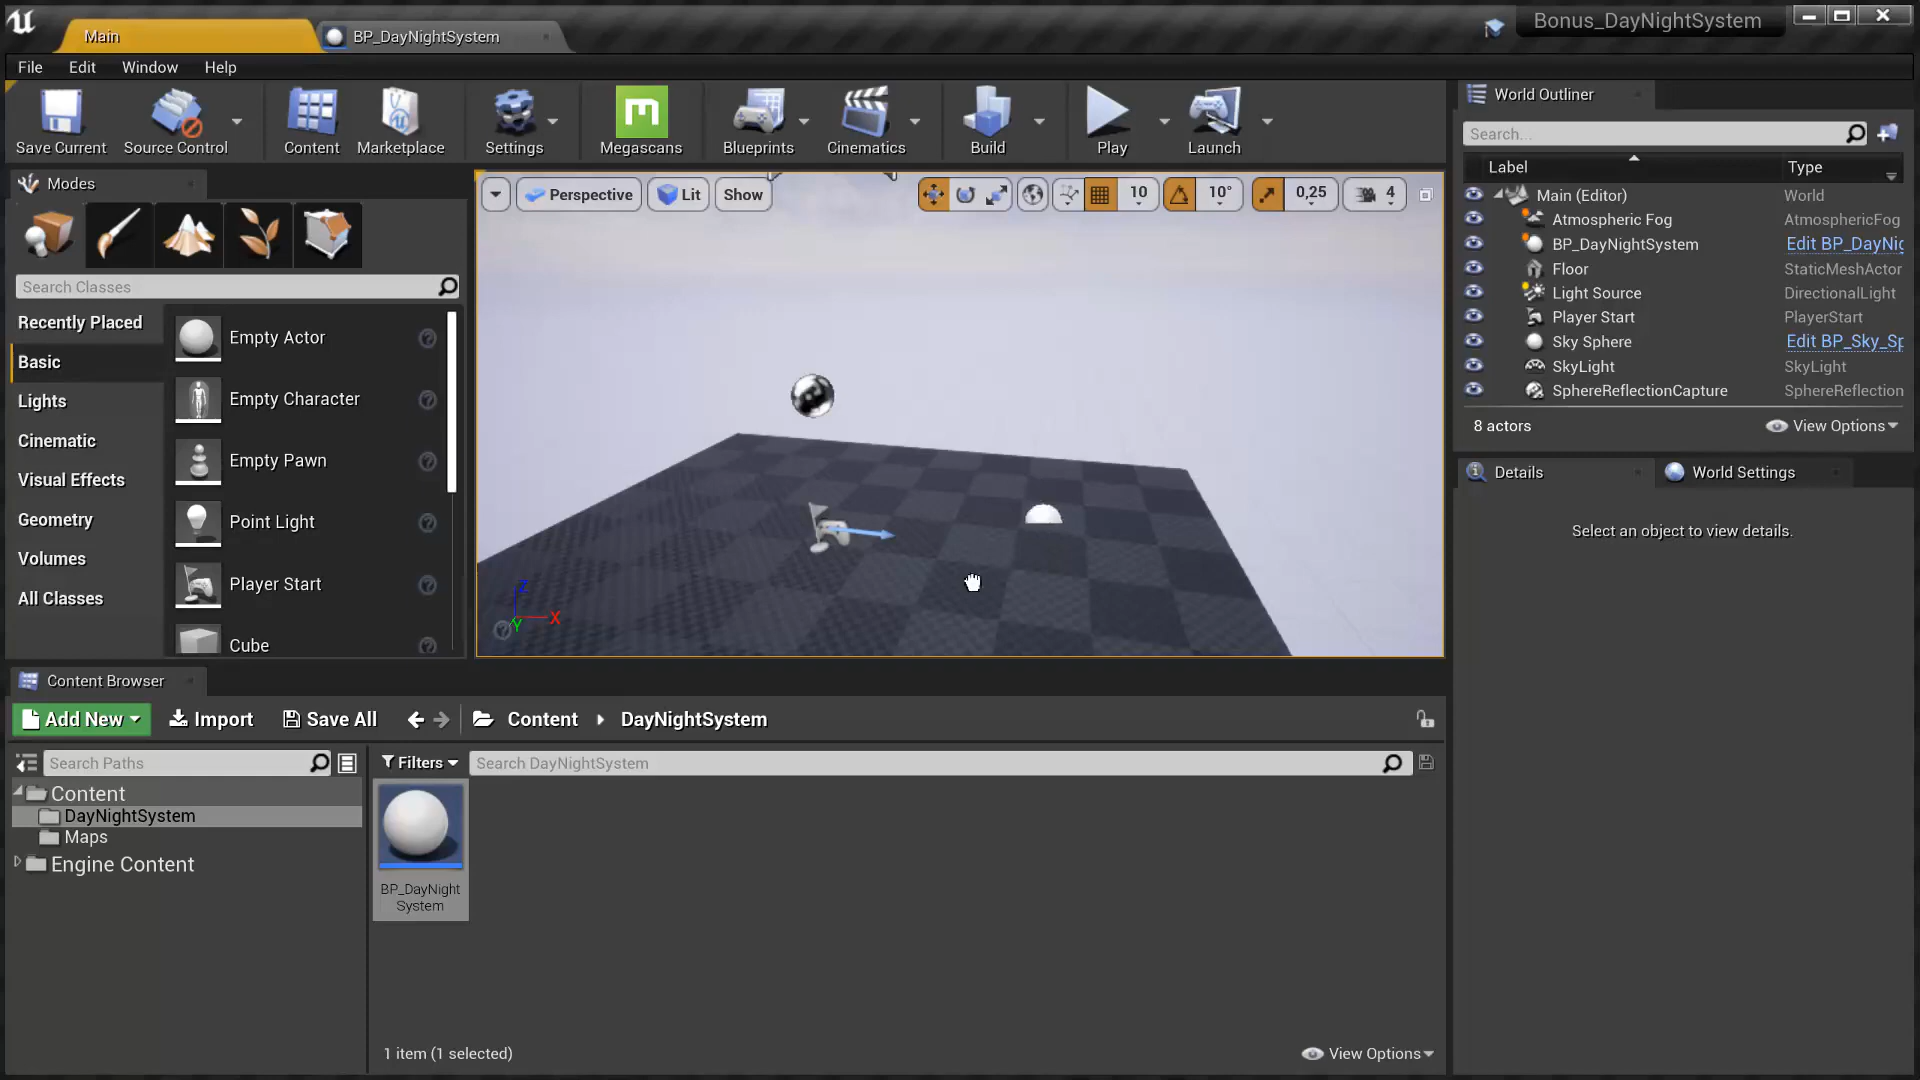 Main
BP_DayNightSystem
Bonus_DayNightSystem
File Edit Window Help
Save Current
Source Control
Content
Marketplace
Settings
Megascans
Blueprints
Cinematics
Build
Play
Launch
Modes
Search Classes
Recently Placed
Basic
Lights
Cinematic
Visual Effects
Geometry
Volumes
All Classes
Empty Actor
Empty Character
Empty Pawn
Point Light
Player Start
Cube
Perspective
Lit
Show
10
10°
0,25
4
Z
X
Y
World Outliner
Search...
Label Type
Main (Editor) World
Atmospheric Fog AtmosphericFog
BP_DayNightSystem Edit BP_DayNig
Floor StaticMeshActor
Light Source DirectionalLight
Player Start PlayerStart
Sky Sphere Edit BP_Sky_Sp
SkyLight SkyLight
SphereReflectionCapture SphereReflection
8 actors View Options
Details
World Settings
Select an object to view details.
Content Browser
Add New Import Save All Content DayNightSystem
Search Paths
Content
DayNightSystem
Maps
Engine Content
Filters
Search DayNightSystem
BP_DayNight
System
1 item (1 selected)
View Options